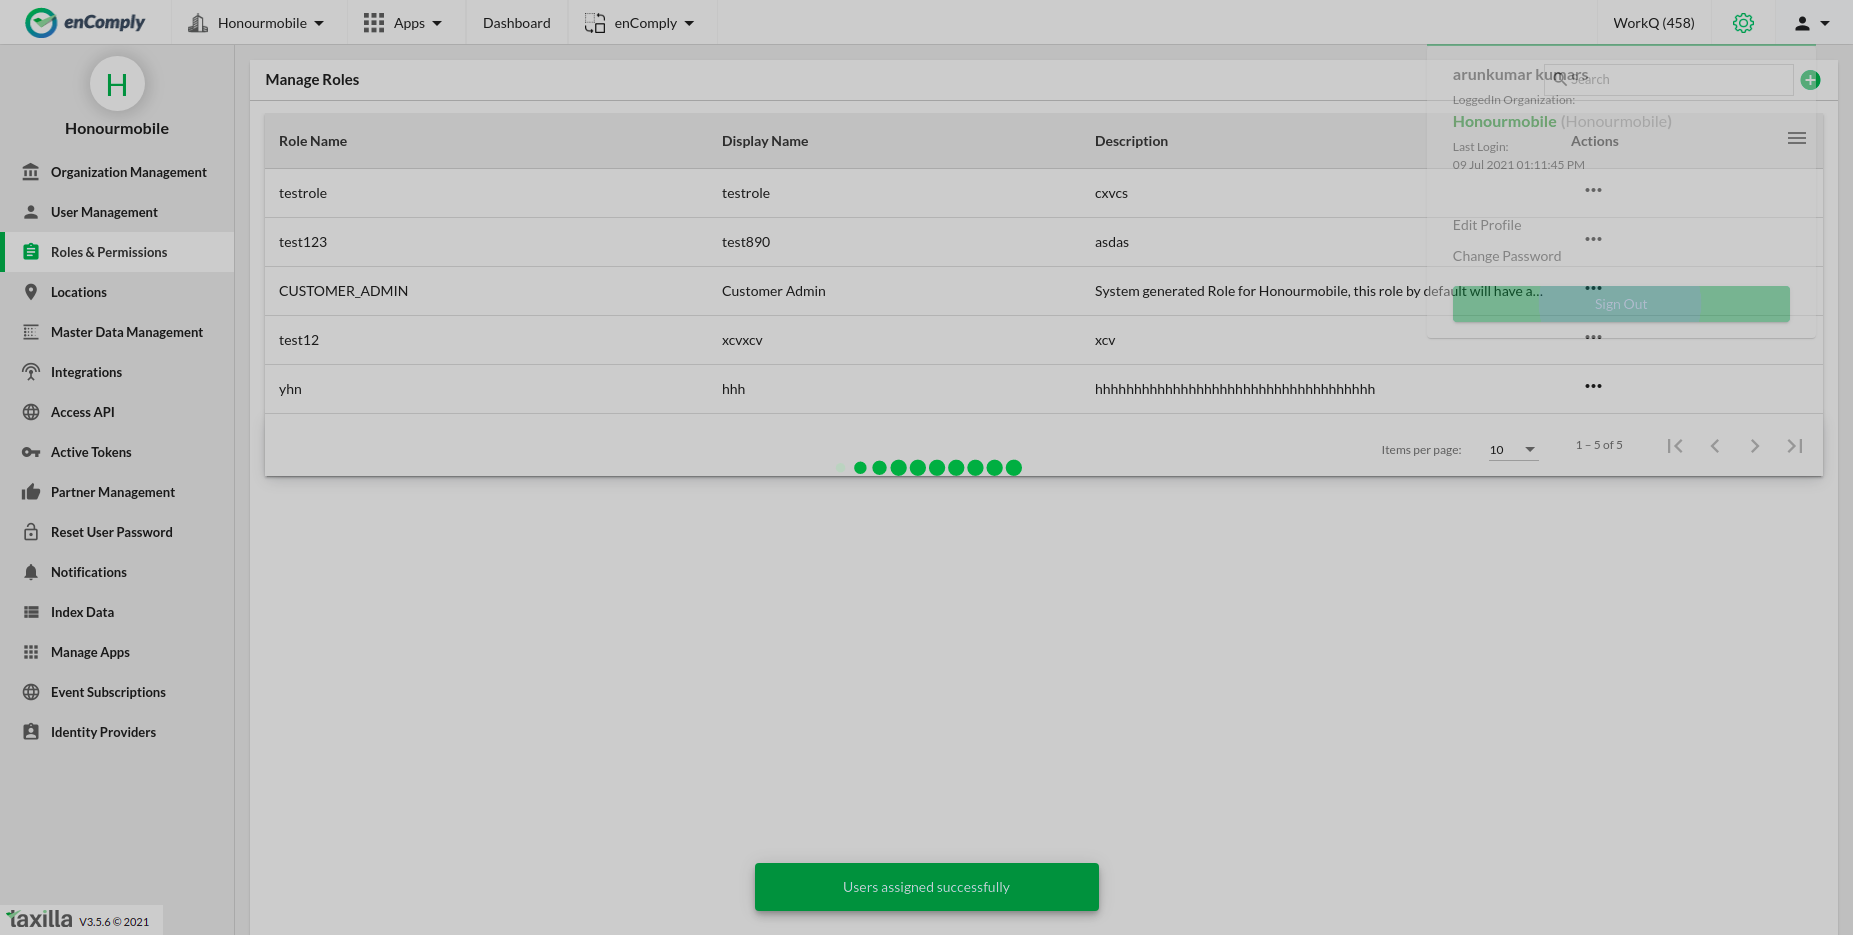 enComply
Honourmobile
Apps
Dashboard
enComply
WorkQ (458)
H
Honourmobile
Organization Management
User Management
Roles & Permissions
Locations
Master Data Management
Integrations
Access API
Active Tokens
Partner Management
Reset User Password
Notifications
Index Data
Manage Apps
Event Subscriptions
Identity Providers
taxilla V3.5.6 © 2021
Manage Roles
Search
Role Name Display Name Description Actions
testrole testrole cxvcs
test123 test890 asdas
CUSTOMER_ADMIN Customer Admin System generated Role for Honourmobile, this role by default will have a...
test12 xcvxcv xcv
yhn hhh hhhhhhhhhhhhhhhhhhhhhhhhhhhhhhhhhhhh
Items per page: 10 1 – 5 of 5
arunkumar kumars
LoggedIn Organization:
Honourmobile (Honourmobile)
Last Login:
09 Jul 2021 01:11:45 PM
Edit Profile
Change Password
Sign Out
Users assigned successfully